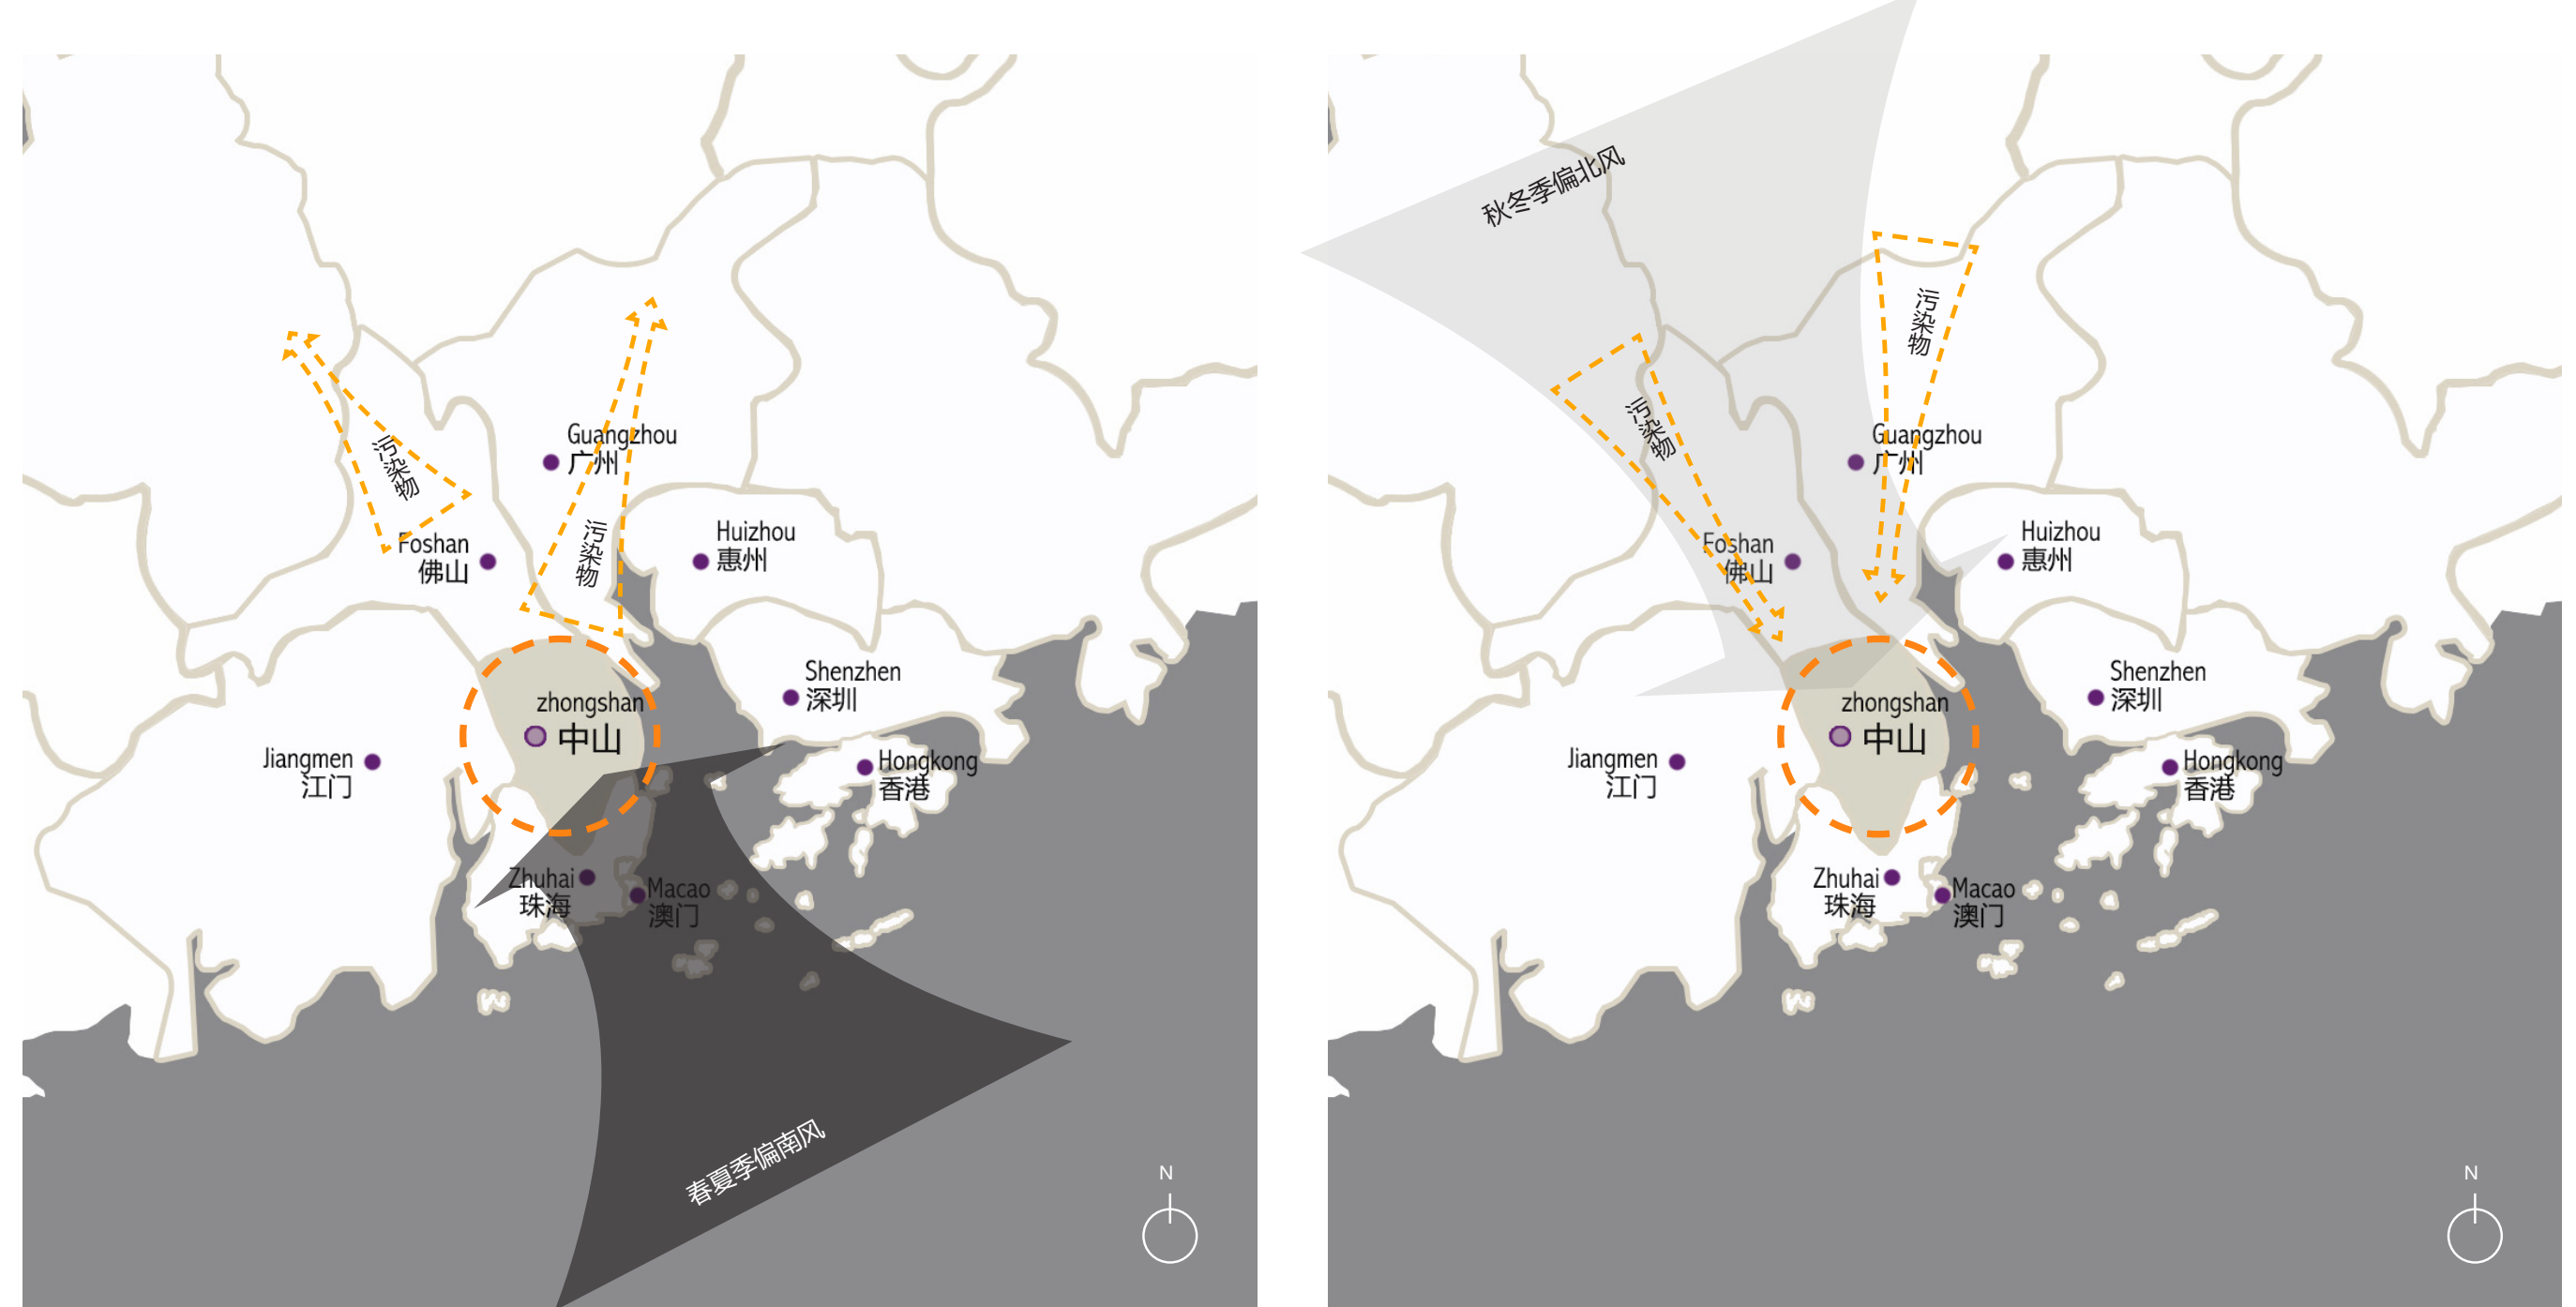 Guangzhou
广州
污染物
Foshan
佛山
污染物
Huizhou
惠州
zhongshan
中山
Shenzhen
深圳
Jiangmen
江门
Hongkong
香港
Zhuhai
珠海
Macao
澳门
春夏季偏南风
N
秋冬季偏北风
污染物
污染物
Guangzhou
广州
Foshan
佛山
Huizhou
惠州
zhongshan
中山
Shenzhen
深圳
Jiangmen
江门
Hongkong
香港
Zhuhai
珠海
Macao
澳门
N